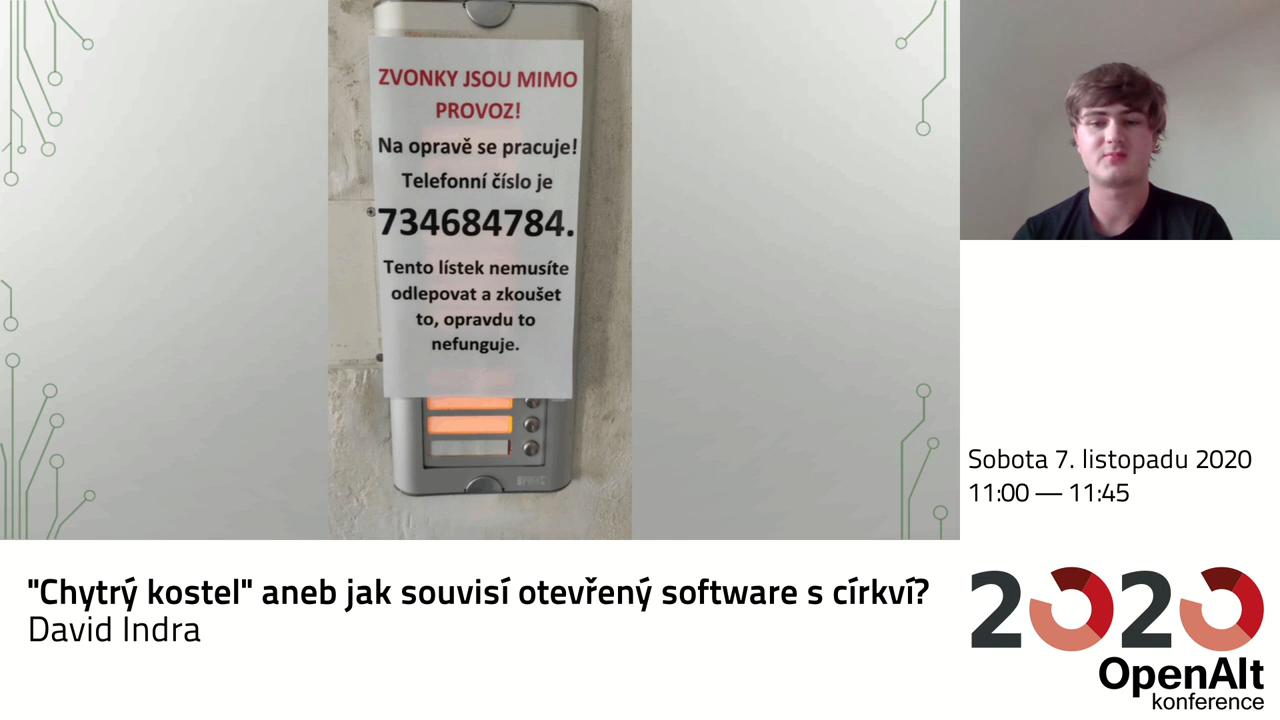 ZVONKY JSOU MIMO
PROVOZ!
Na opravě se pracuje!
Telefonní číslo je
734684784.
Tento lístek nemusíte
odlepovat a zkoušet
to, opravdu to
nefunguje.
Sobota 7. listopadu 2020
11:00 — 11:45
"Chytrý kostel" aneb jak souvisí otevřený software s církví?
David Indra
2020
OpenAlt
konference